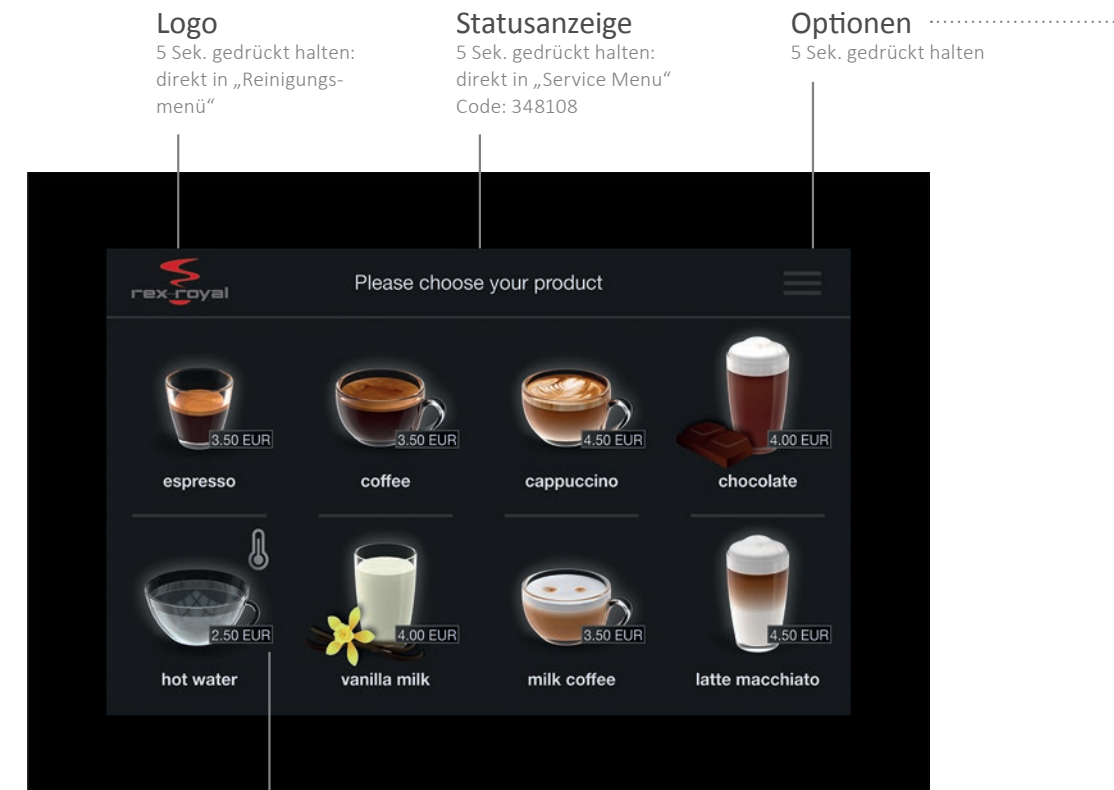 Logo
5 Sek. gedrückt halten:
direkt in „Reinigungs-
menü“
Statusanzeige
5 Sek. gedrückt halten:
direkt in „Service Menu“
Code: 348108
Optionen
5 Sek. gedrückt halten
rex-royal
Please choose your product
3.50 EUR
espresso
3.50 EUR
coffee
4.50 EUR
cappuccino
4.00 EUR
chocolate
2.50 EUR
hot water
4.00 EUR
vanilla milk
3.50 EUR
milk coffee
4.50 EUR
latte macchiato